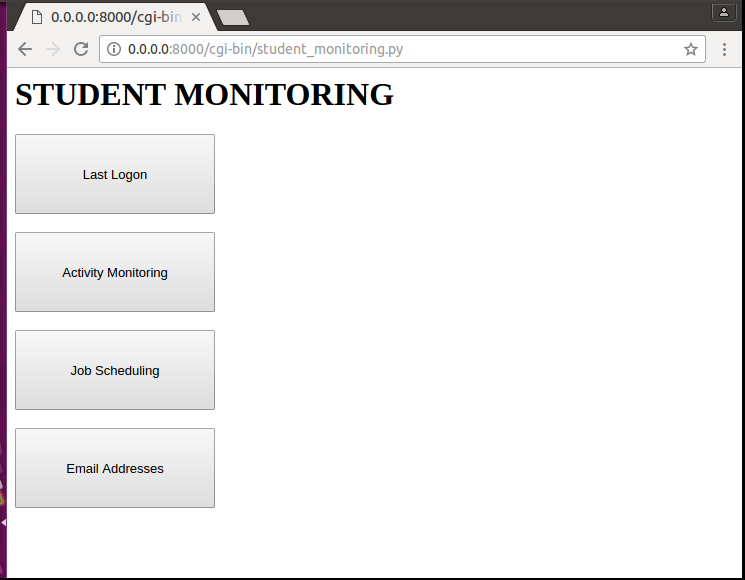 0.0.0.0:8000/cgi-bin
0.0.0.0:8000/cgi-bin/student_monitoring.py
STUDENT MONITORING
Last Logon
Activity Monitoring
Job Scheduling
Email Addresses